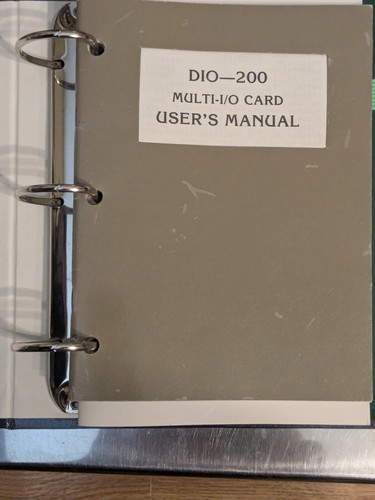 DIO—200
MULTI-I/O CARD
USER'S MANUAL